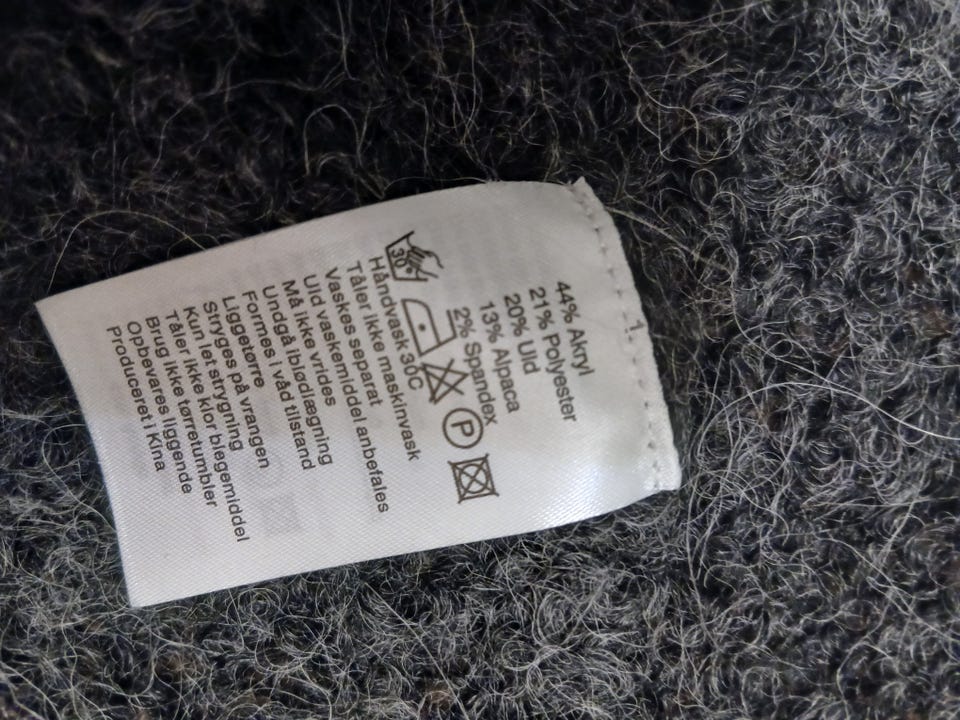 44% Akryl
21% Polyester
20% Uld
13% Alpaca
2% Spandex
30°
P
Håndvask 30C
Tåler ikke maskinvask
Vaskes separat
Uld vaskemiddel anbefales
Må ikke vrides
Undgå iblødlægning
Formes i våd tilstand
Liggetørre
Stryges på vrangen
Kun let strygning
Tåler ikke klor blegemiddel
Brug ikke tørretumbler
Opbevares liggende
Produceret i Kina